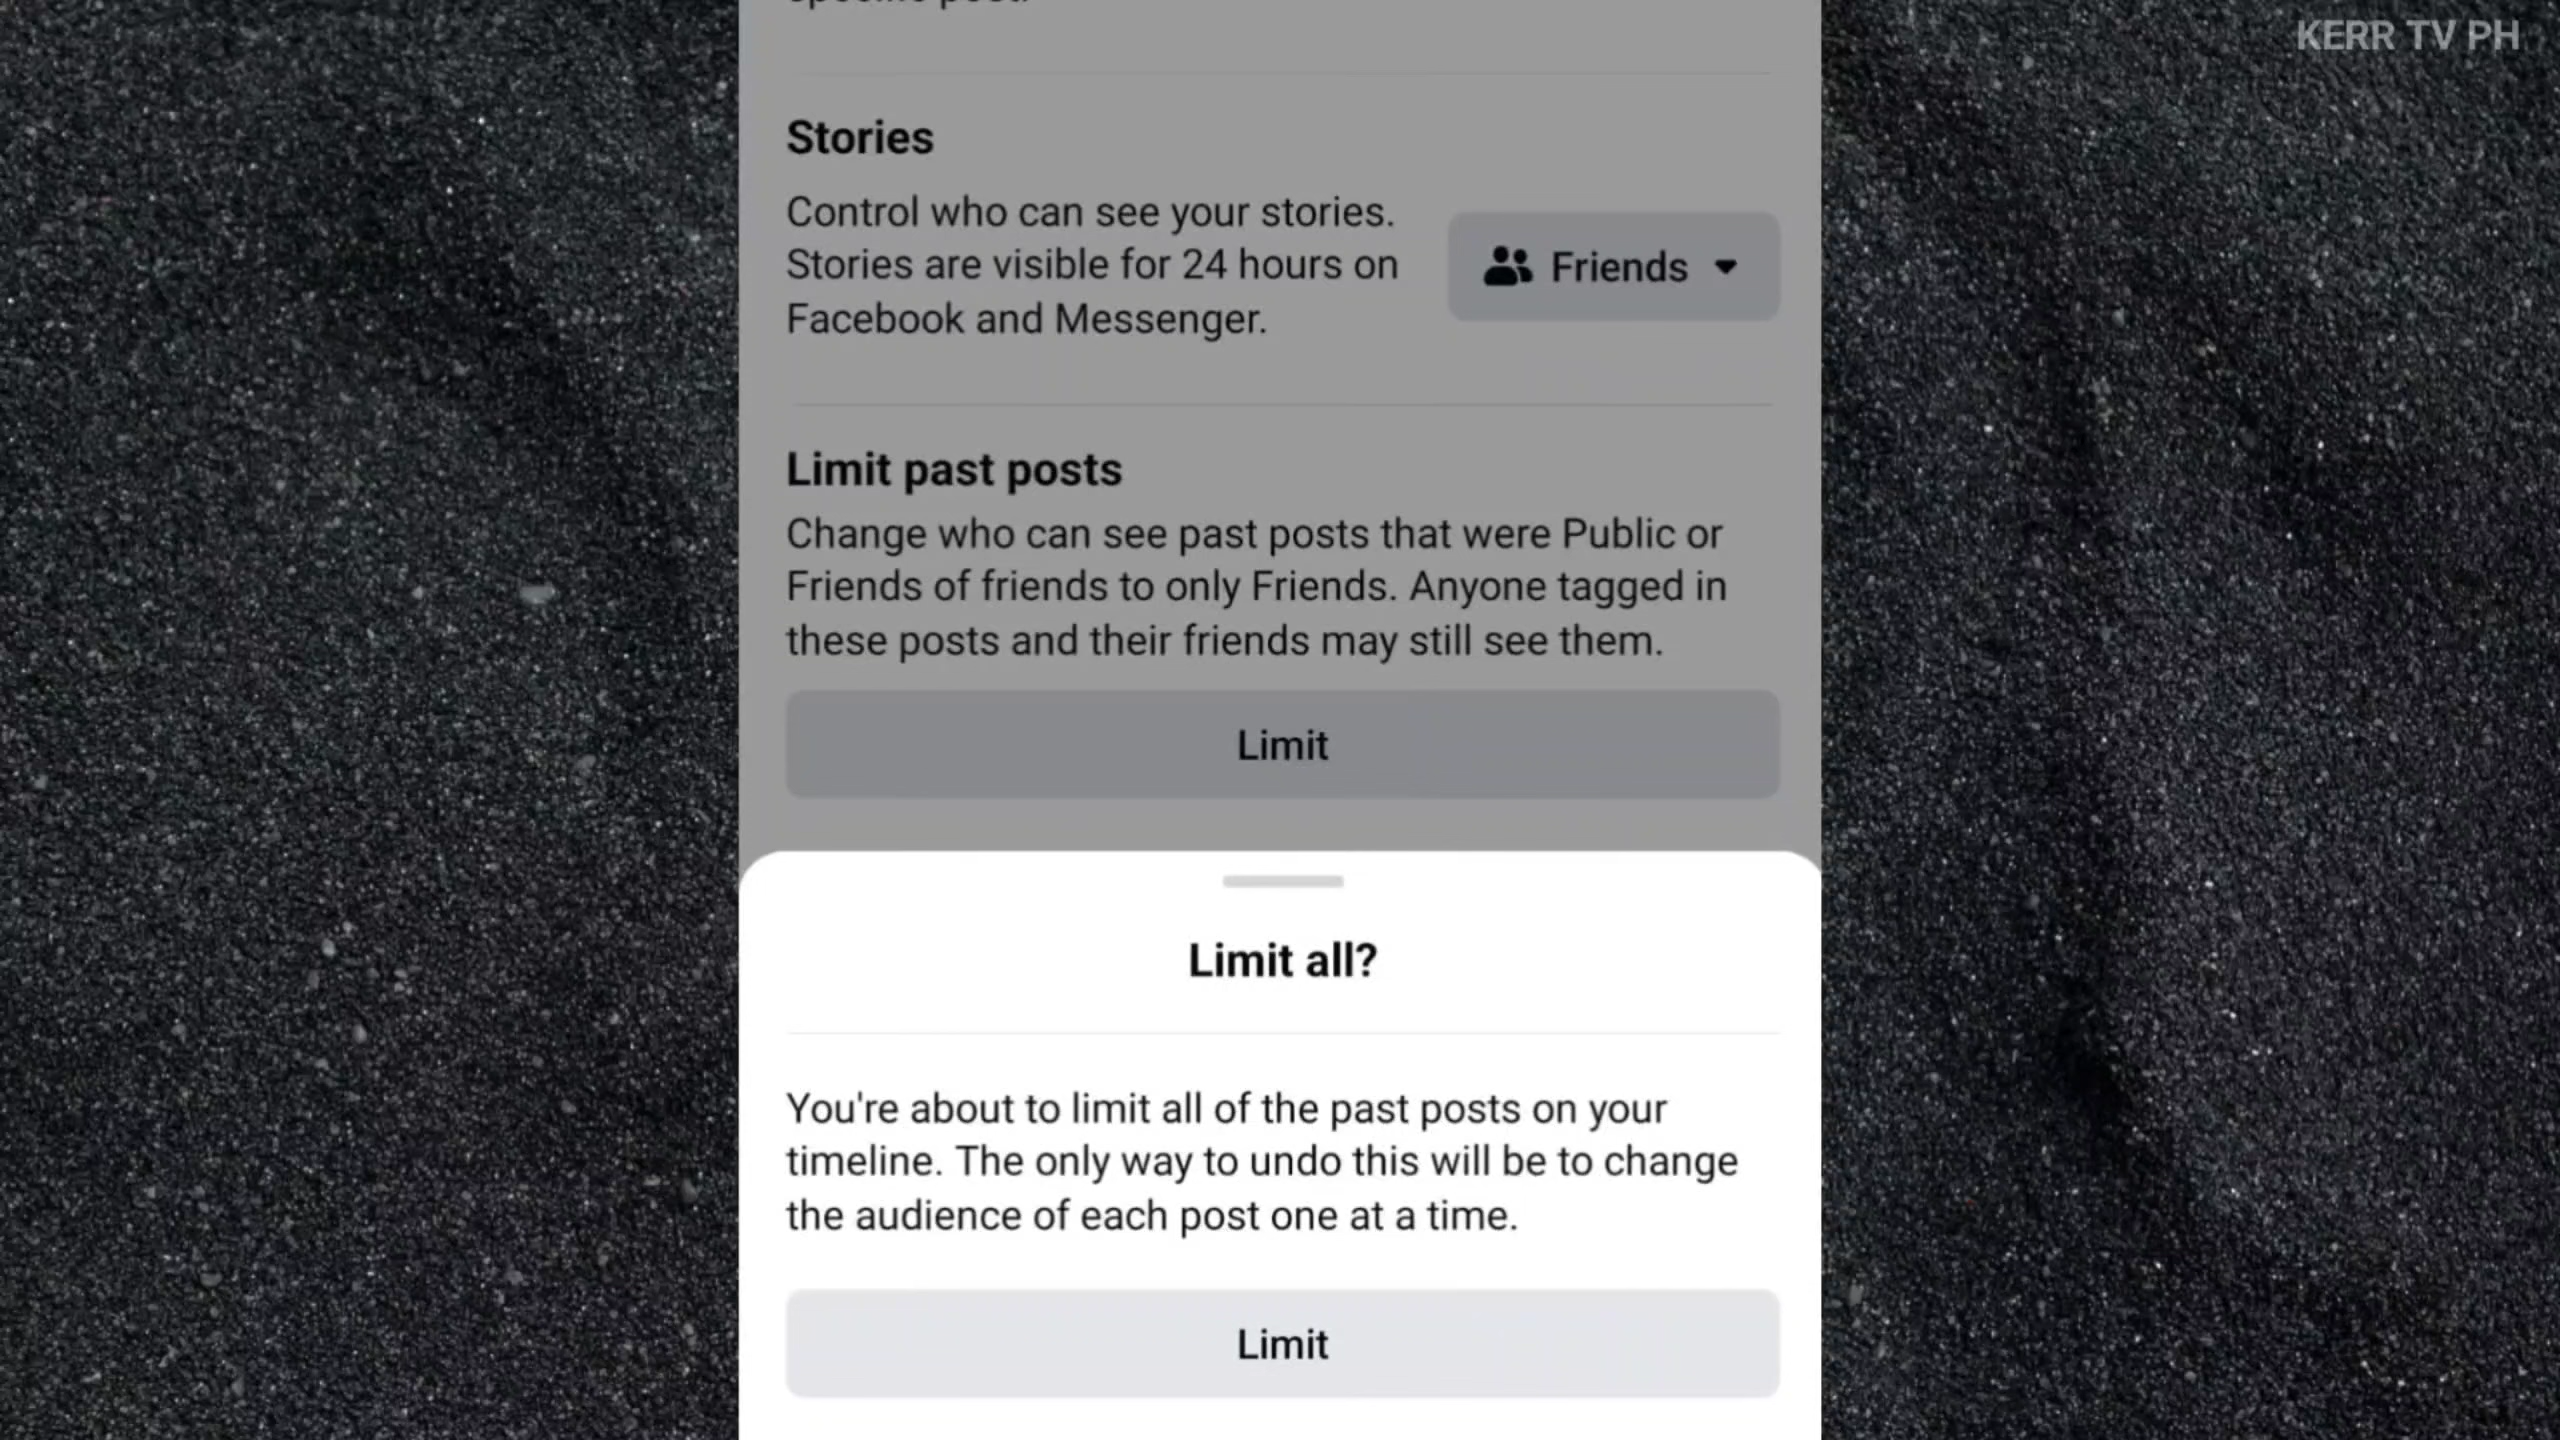 KERR TV PH
specific post.
Stories
Control who can see your stories.
Stories are visible for 24 hours on
Facebook and Messenger.
Friends
Limit past posts
Change who can see past posts that were Public or
Friends of friends to only Friends. Anyone tagged in
these posts and their friends may still see them.
Limit
Limit all?
You're about to limit all of the past posts on your
timeline. The only way to undo this will be to change
the audience of each post one at a time.
Limit